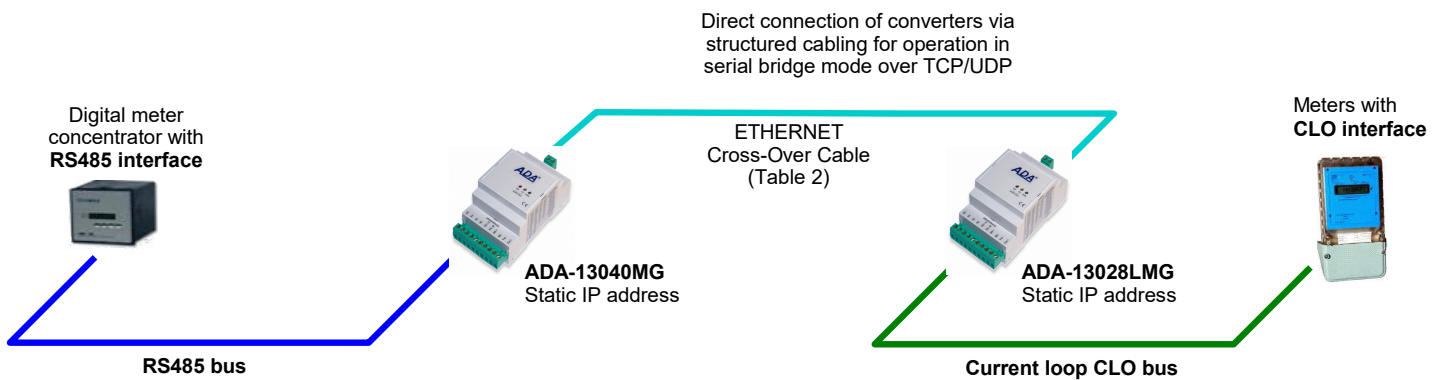 Direct connection of converters via
structured cabling for operation in
serial bridge mode over TCP/UDP
Digital meter
concentrator with
RS485 interface
ETHERNET
Cross-Over Cable
(Table 2)
Meters with
CLO interface
ADA
ADA
ADA-13040MG
Static IP address
ADA-13028LMG
Static IP address
RS485 bus
Current loop CLO bus